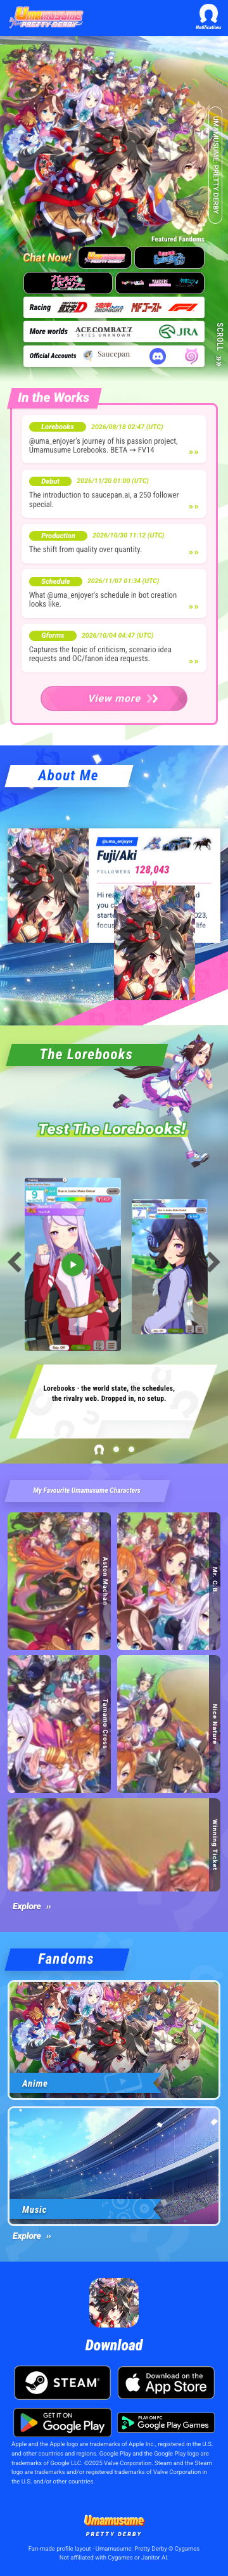 Umamusume
PRETTY DERBY
Notifications
UMAMUSUME: PRETTY DERBY
Featured Fandoms
Chat Now!
Umamusume
PRETTY DERBY
Racing
MIDNIGHT
MFゴースト
F1
More worlds
ACE COMBAT 7
SKIES UNKNOWN
JRA
Official Accounts
Saucepan
SCROLL
In the Works
Lorebooks
2026/08/18 02:47 (UTC)
@uma_enjoyer's journey of his passion project,
Umamusume Lorebooks. BETA → FV14
Debut
2026/11/20 01:00 (UTC)
The introduction to saucepan.ai, a 250 follower
special.
Production
2026/10/30 11:12 (UTC)
The shift from quality over quantity.
Schedule
2026/11/07 01:34 (UTC)
What @uma_enjoyer's schedule in bot creation
looks like.
Gforms
2026/10/04 04:47 (UTC)
Captures the topic of criticism, scenario idea
requests and OC/fanon idea requests.
View more
About Me
@uma_enjoyer
Fuji/Aki
FOLLOWERS 128,043
The Lorebooks
Test The Lorebooks!
Lorebooks - the world state, the schedules,
the rivalry web. Dropped in, no setup.
My Favourite Umamusume Characters
Aston Machan
Mr. C.B.
Tamamo Cross
Nice Nature
Winning Ticket
Explore ››
Fandoms
Anime
Music
Explore ››
Download
STEAM
Download on the
App Store
GET IT ON
Google Play
PLAY ON PC
Google Play Games
Apple and the Apple logo are trademarks of Apple Inc., registered in the U.S.
and other countries and regions. Google Play and the Google Play logo are
trademarks of Google LLC. ©2025 Valve Corporation. Steam and the Steam
logo are trademarks and/or registered trademarks of Valve Corporation in
the U.S. and/or other countries.
Umamusume
PRETTY DERBY
Fan-made profile layout · Umamusume: Pretty Derby © Cygames
Not affiliated with Cygames or Janitor AI.